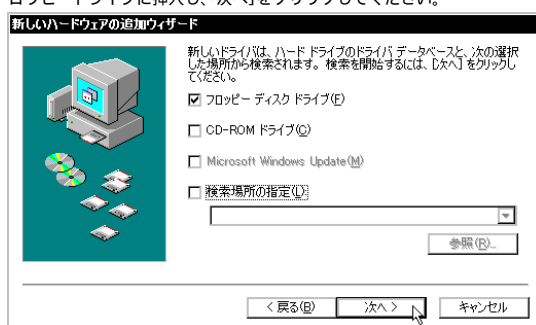 ロッピードライブに挿入し、次へ]をクリックしてください。
新しいハードウェアの追加ウィザード
新しいドライバは、ハード ドライブのドライバ データベースと、次の選択
した場所から検索されます。検索を開始するには、[次へ] をクリックし
てください。
フロッピー ディスク ドライブ(F)
CD-ROM ドライブ(C)
Microsoft Windows Update(M)
検索場所の指定(L):
参照(R)...
< 戻る(B)
次へ >
キャンセル